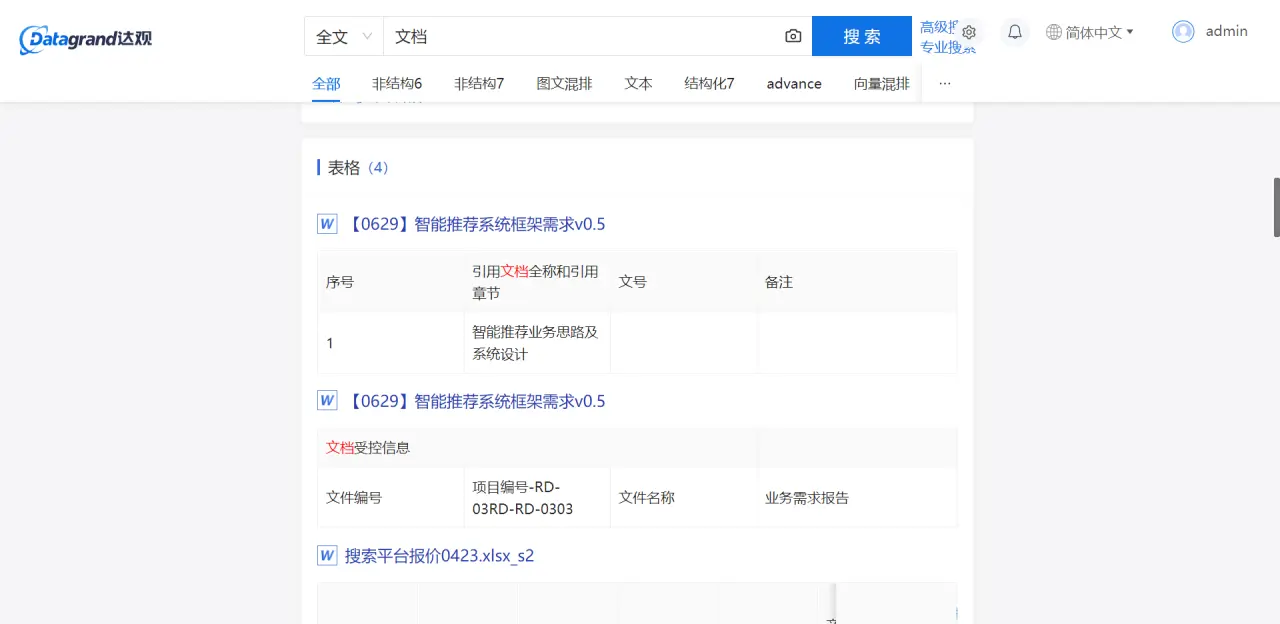 Datagrand达观
全文
文档
搜 索
高级搜
专业搜索
简体中文
admin
全部
非结构6
非结构7
图文混排
文本
结构化7
advance
向量混排
...
表格（4）
W
【0629】智能推荐系统框架需求v0.5
序号
引用文档全称和引用
章节
文号
备注
1
智能推荐业务思路及
系统设计
W
【0629】智能推荐系统框架需求v0.5
文档受控信息
文件编号
项目编号-RD-
03RD-RD-0303
文件名称
业务需求报告
W
搜索平台报价0423.xlsx_s2